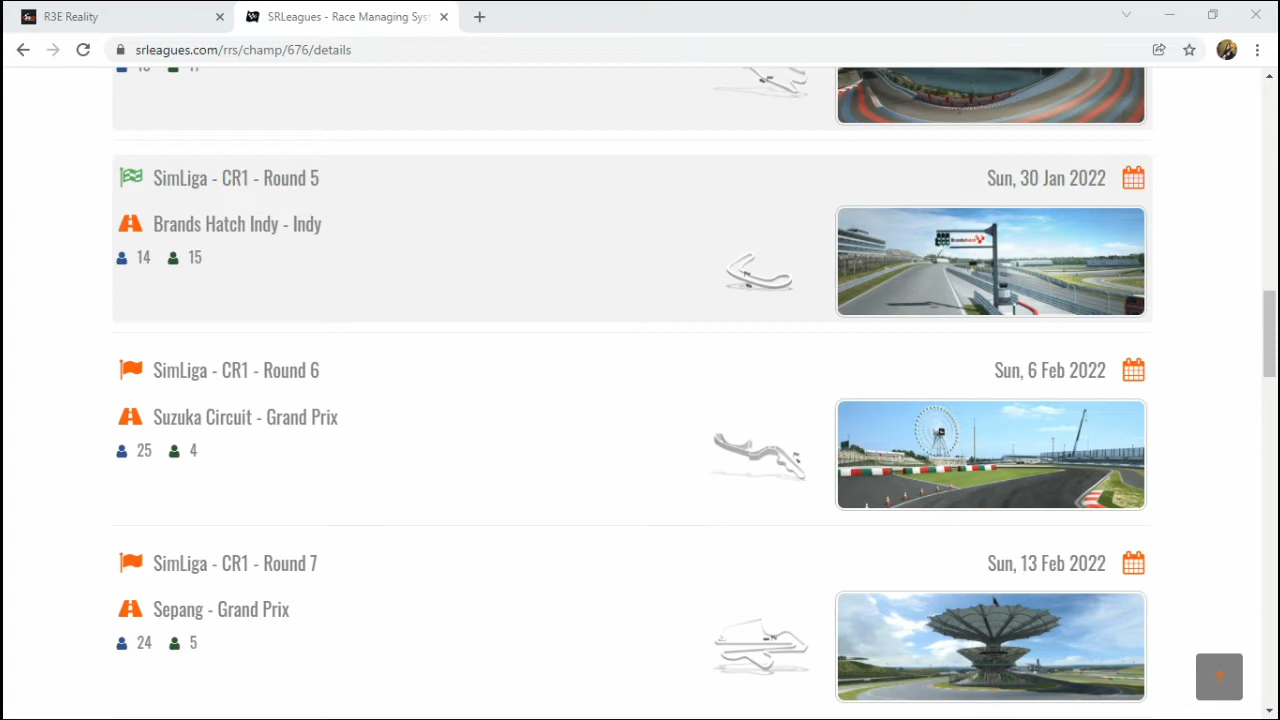 R3E Reality
SRLeagues - Race Managing Syst
srleagues.com/rrs/champ/676/details
SimLiga - CR1 - Round 5
Sun, 30 Jan 2022
Brands Hatch Indy - Indy
14 15
SimLiga - CR1 - Round 6
Sun, 6 Feb 2022
Suzuka Circuit - Grand Prix
25 4
SimLiga - CR1 - Round 7
Sun, 13 Feb 2022
Sepang - Grand Prix
24 5